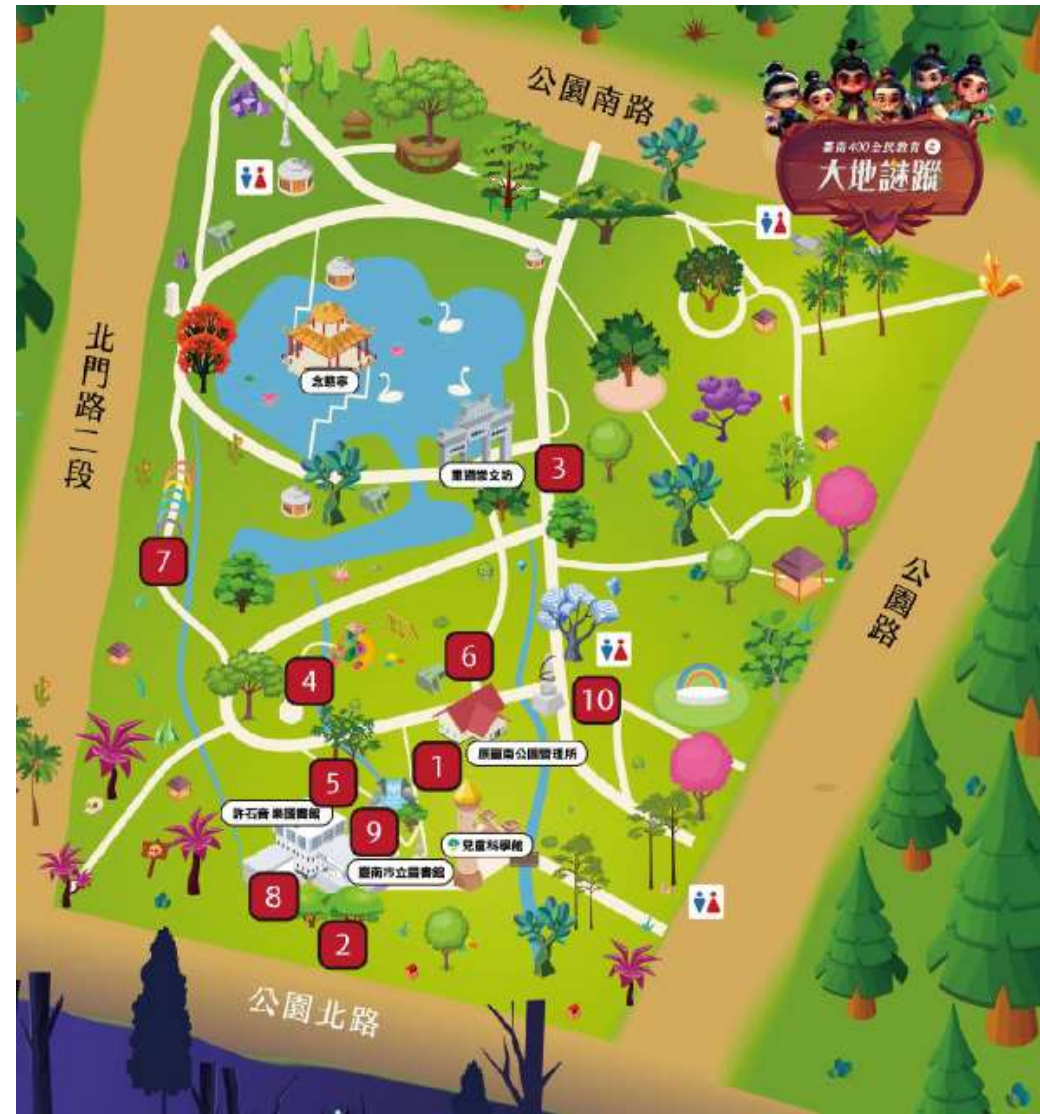 公園南路
臺南400全民教育之
大地謎蹤
北門路二段
念慈亭
重道崇文坊
3
7
公園路
6
4
10
原臺南公園管理所
1
5
許石音樂圖書館
9
兒童科學館
臺南市立圖書館
8
2
公園北路